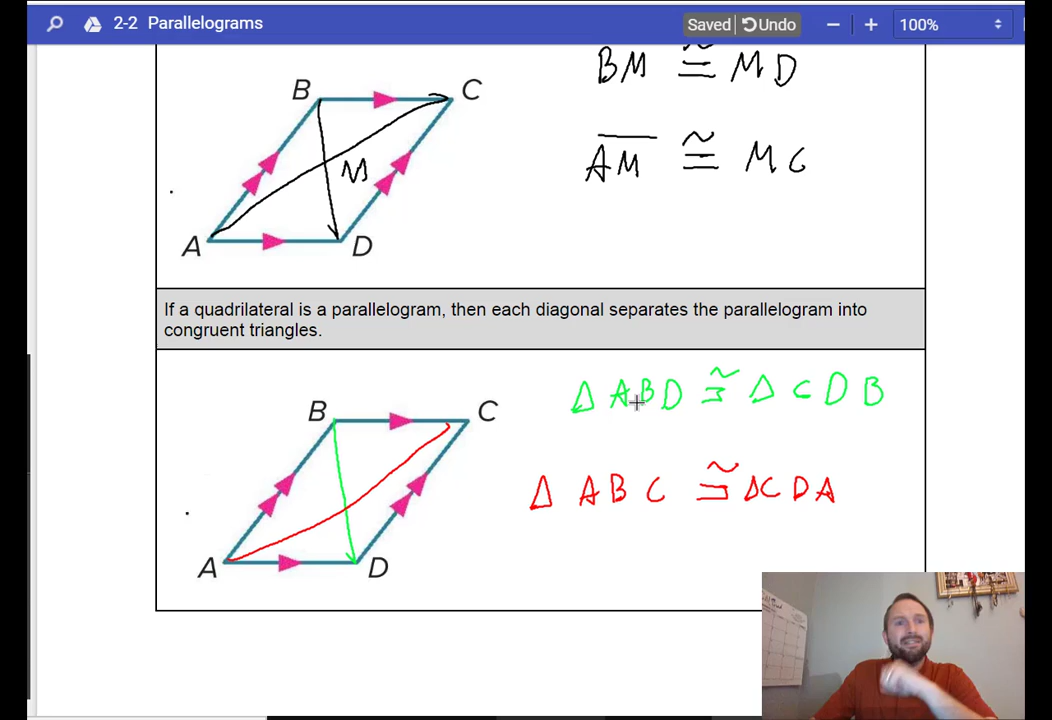 2-2 Parallelograms
Saved
Undo
100%
BM ≅ MD
B
C
AM ≅ MC
M
A
D
If a quadrilateral is a parallelogram, then each diagonal separates the parallelogram into
congruent triangles.
Δ ABD ≅ Δ CDB
B
C
Δ ABC ≅ ΔCDA
A
D